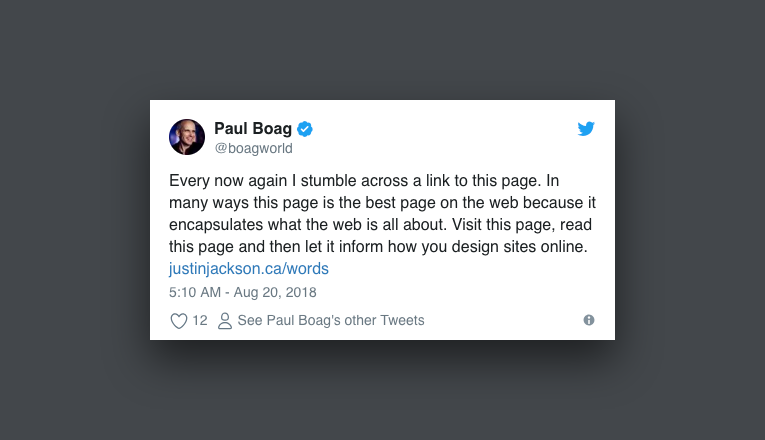 Paul Boag
@boagworld
Every now again I stumble across a link to this page. In
many ways this page is the best page on the web because it
encapsulates what the web is all about. Visit this page, read
this page and then let it inform how you design sites online.
justinjackson.ca/words
5:10 AM - Aug 20, 2018
12 See Paul Boag's other Tweets